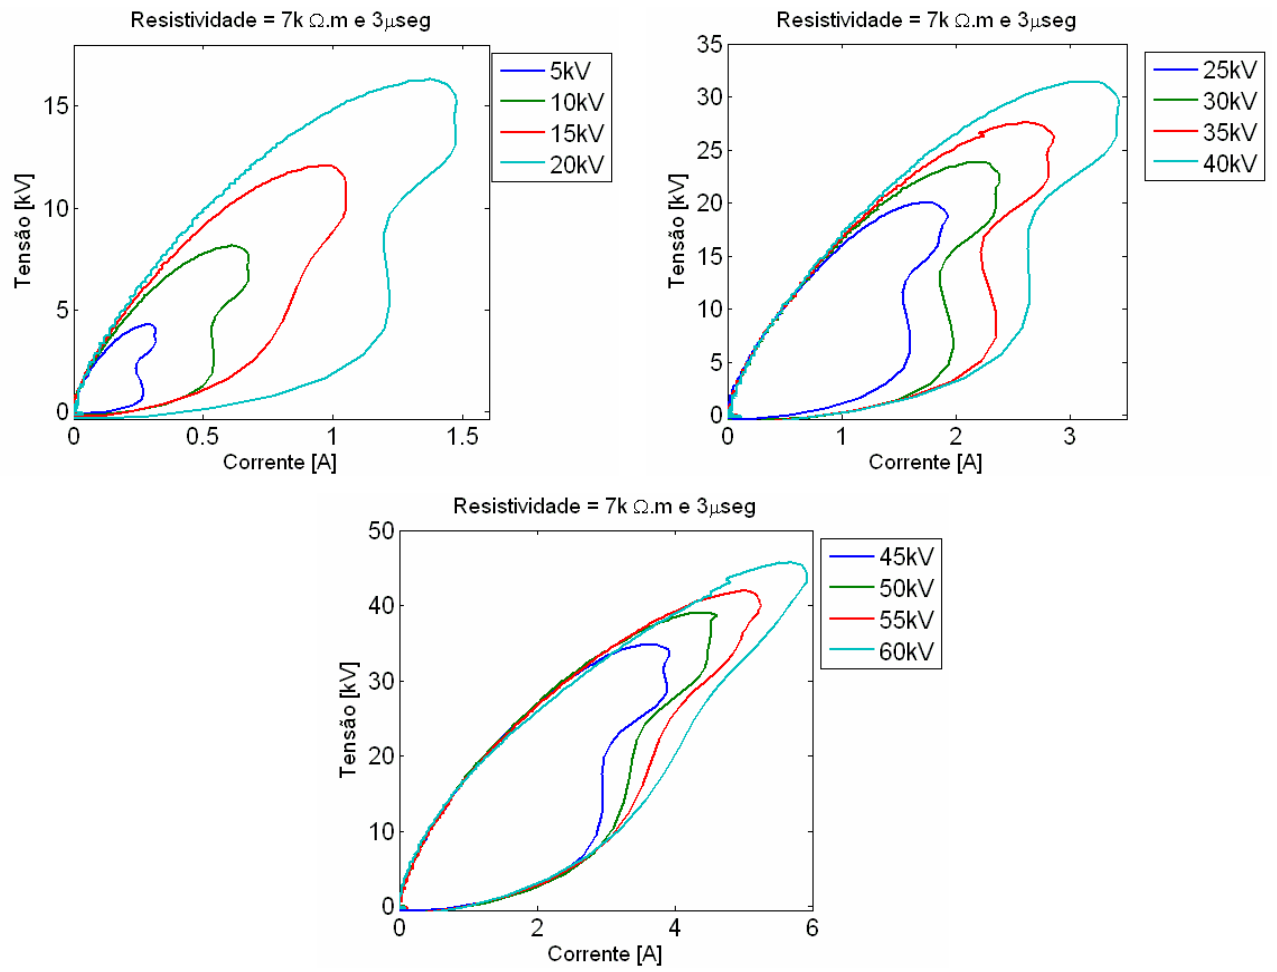 Resistividade = 7k Ω.m e 3μseg
Tensão [kV]
15
10
5
0
0
0.5
1
1.5
Corrente [A]
5kV
10kV
15kV
20kV
Resistividade = 7k Ω.m e 3μseg
Tensão [kV]
35
30
25
20
15
10
5
0
0
1
2
3
Corrente [A]
25kV
30kV
35kV
40kV
Resistividade = 7k Ω.m e 3μseg
Tensão [kV]
50
40
30
20
10
0
0
2
4
6
Corrente [A]
45kV
50kV
55kV
60kV